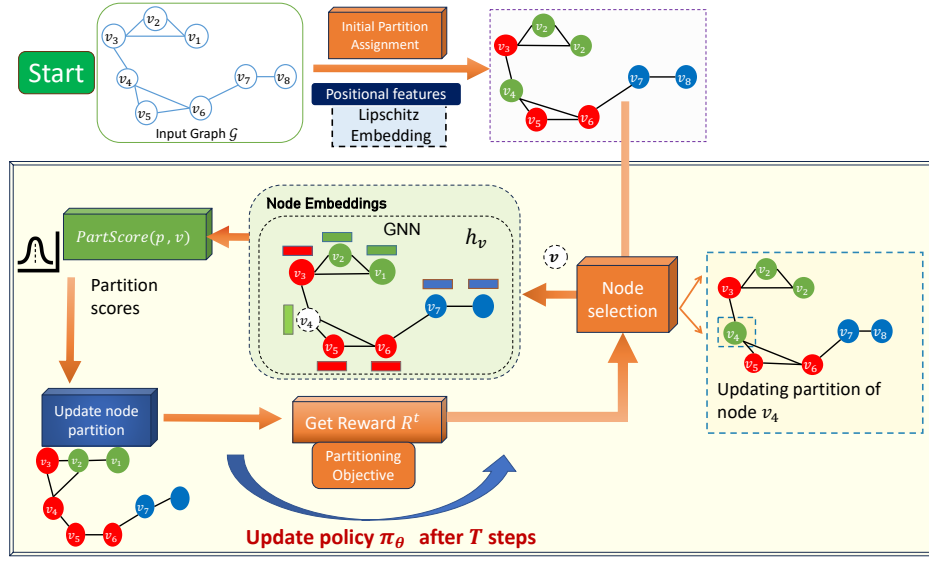 Start
v2
v3
v1
v4
v7
v8
v5
v6
Input Graph 𝒢
Initial Partition
Assignment
Positional features
Lipschitz
Embedding
v2
v3
v2
v4
v7
v8
v5
v6
Node Embeddings
GNN
h_v
v2
v3
v1
v4
v7
v5
v6
PartScore(p , v)
Partition
scores
v
Node
selection
v2
v3
v2
v4
v7
v8
v5
v6
Updating partition of
node v4
Update node
partition
v3
v2
v1
v4
v7
v5
v6
Get Reward R^t
Partitioning
Objective
Update policy π_θ after T steps